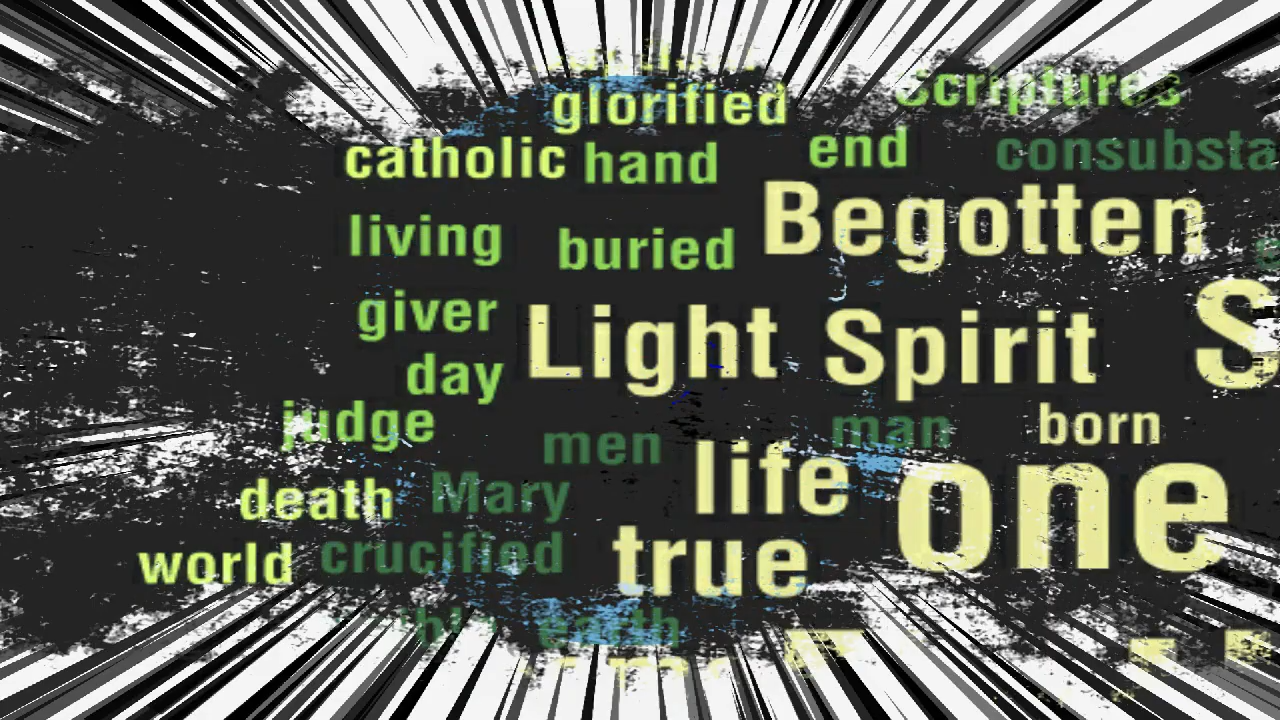 Scriptures
glorified
catholic hand end consubsta
Begotten
living buried
giver Light Spirit S
day
judge men man born
death Mary life one
world crucified true
earth